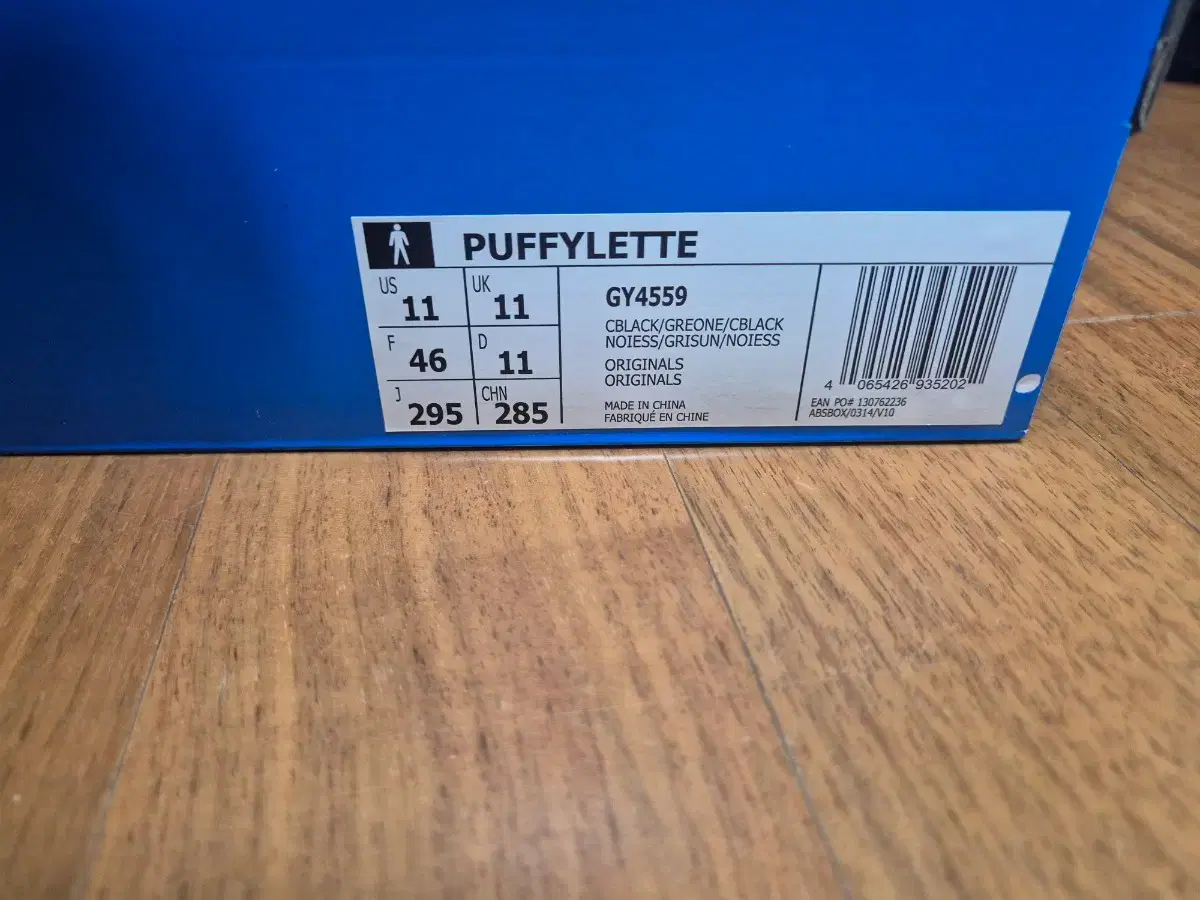 PUFFYLETTE
US 11 UK 11
F 46 D 11
J 295 CHN 285
GY4559
CBLACK/GREONE/CBLACK
NOIESS/GRISUN/NOIESS
ORIGINALS
ORIGINALS
MADE IN CHINA
FABRIQUÉ EN CHINE
4 065426 935202
EAN PO# 130762236
ABSBOX/0314/V10